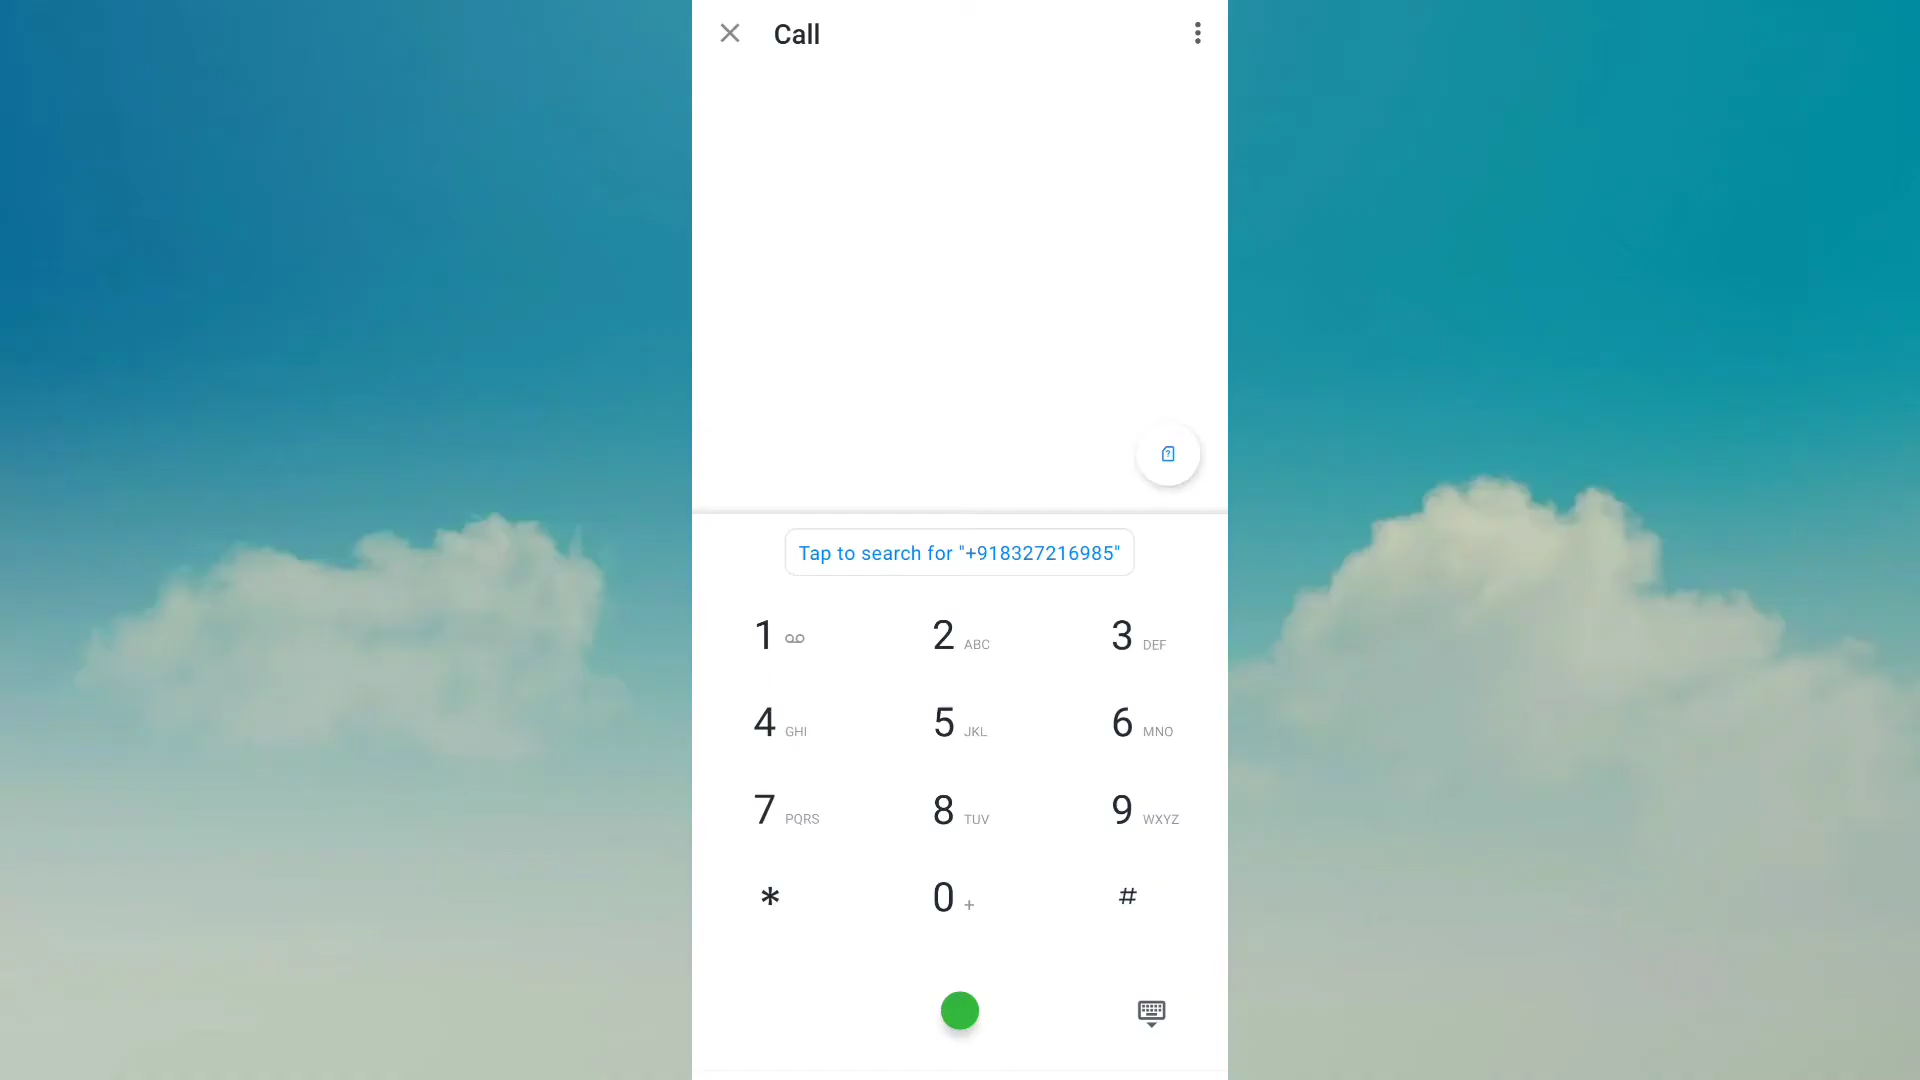 Call
Tap to search for "+918327216985"
1
2 ABC
3 DEF
4 GHI
5 JKL
6 MNO
7 PQRS
8 TUV
9 WXYZ
*
0 +
#